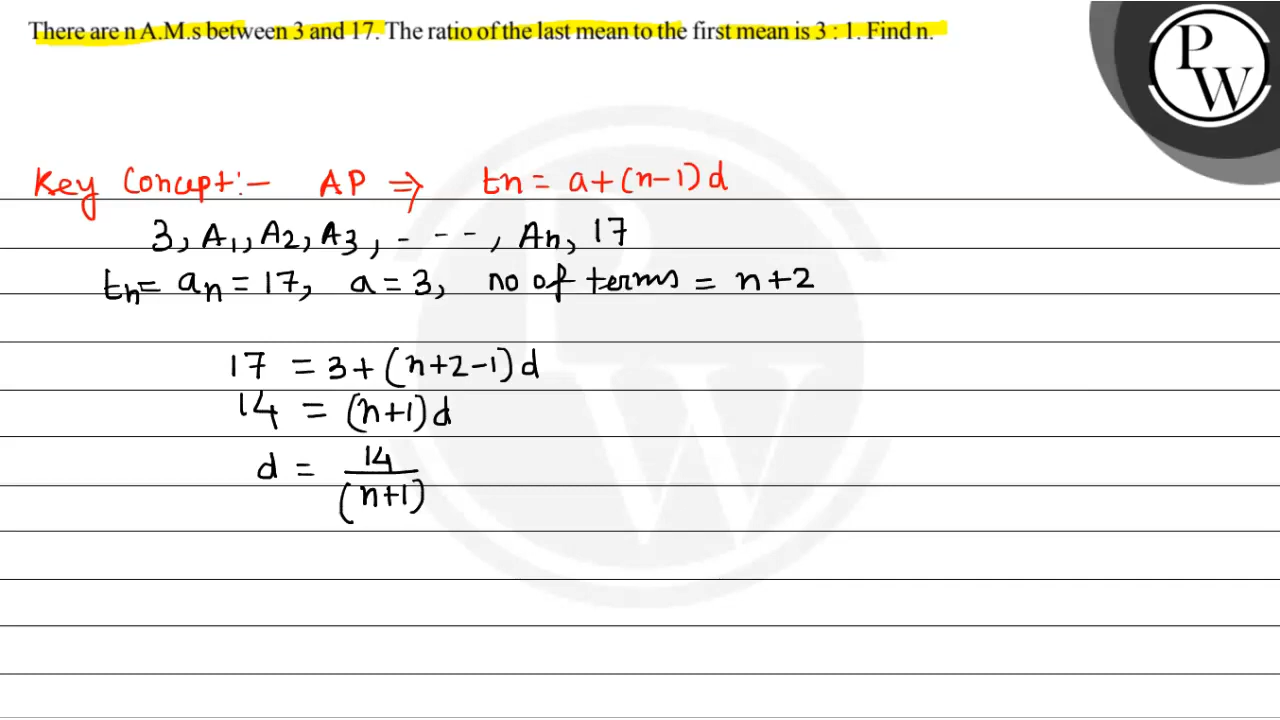 There are n A.M.s between 3 and 17. The ratio of the last mean to the first mean is 3 : 1. Find n.
P
W
Key Concept:- AP ⇒ tn = a+(n-1)d
3, A1, A2, A3, - - -, An, 17
tn= an = 17, a = 3, no of terms = n+2
17 = 3+(n+2-1)d
14 = (n+1)d
d = 14/(n+1)